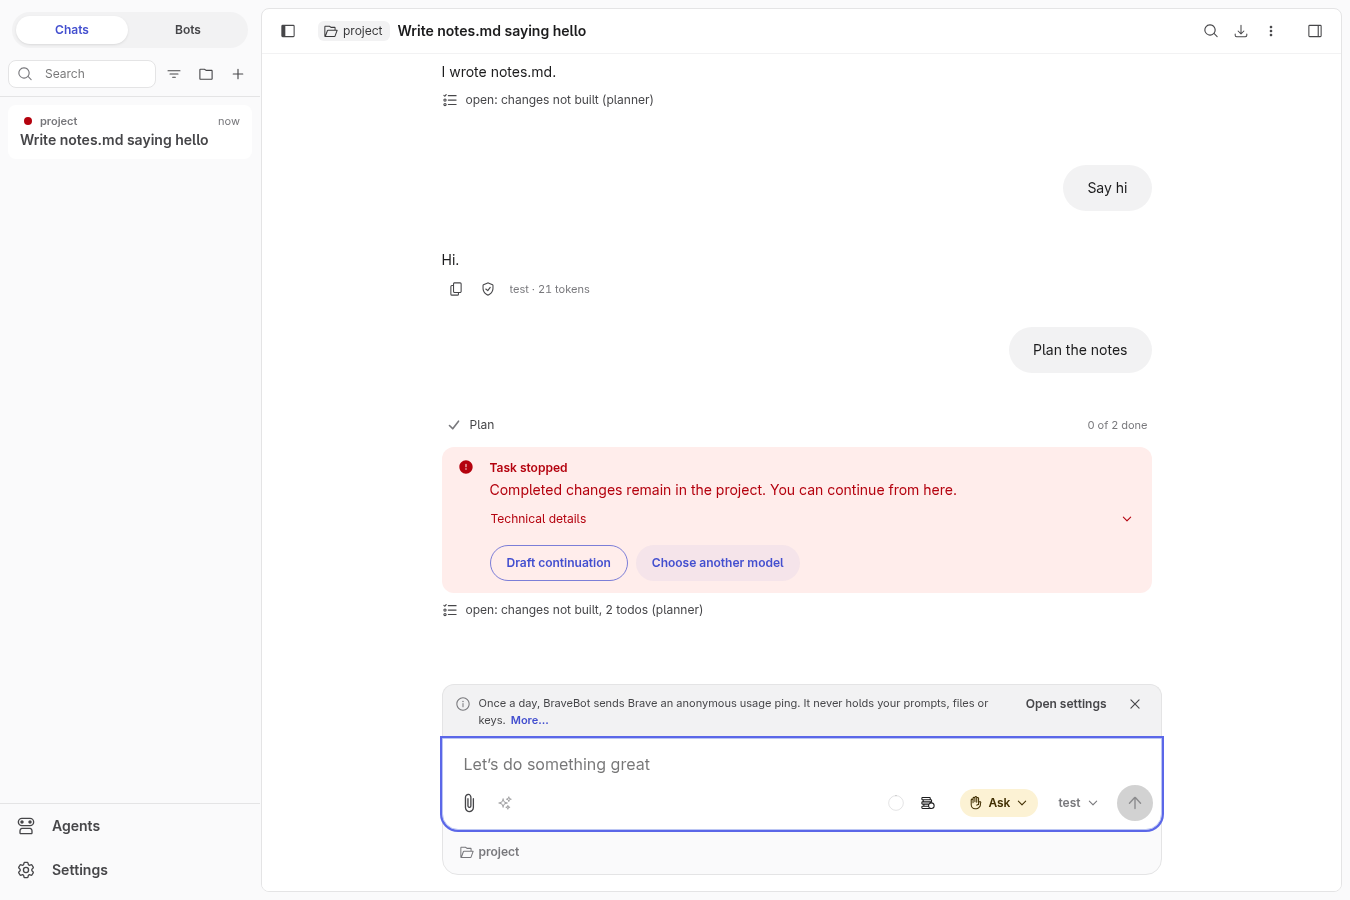 Chats
Bots
Search
project
now
Write notes.md saying hello
Agents
Settings
project
Write notes.md saying hello
I wrote notes.md.
open: changes not built (planner)
Say hi
Hi.
test · 21 tokens
Plan the notes
Plan
0 of 2 done
Task stopped
Completed changes remain in the project. You can continue from here.
Technical details
Draft continuation
Choose another model
open: changes not built, 2 todos (planner)
Once a day, BraveBot sends Brave an anonymous usage ping. It never holds your prompts, files or
keys. More...
Open settings
Let's do something great
Ask
test
project